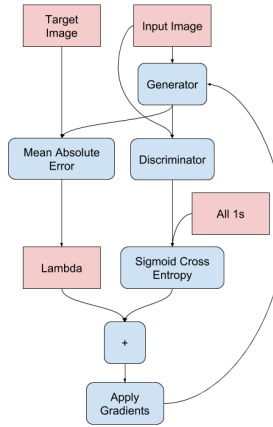 Target
Image
Input Image
Generator
Mean Absolute
Error
Discriminator
All 1s
Lambda
Sigmoid Cross
Entropy
+
Apply
Gradients